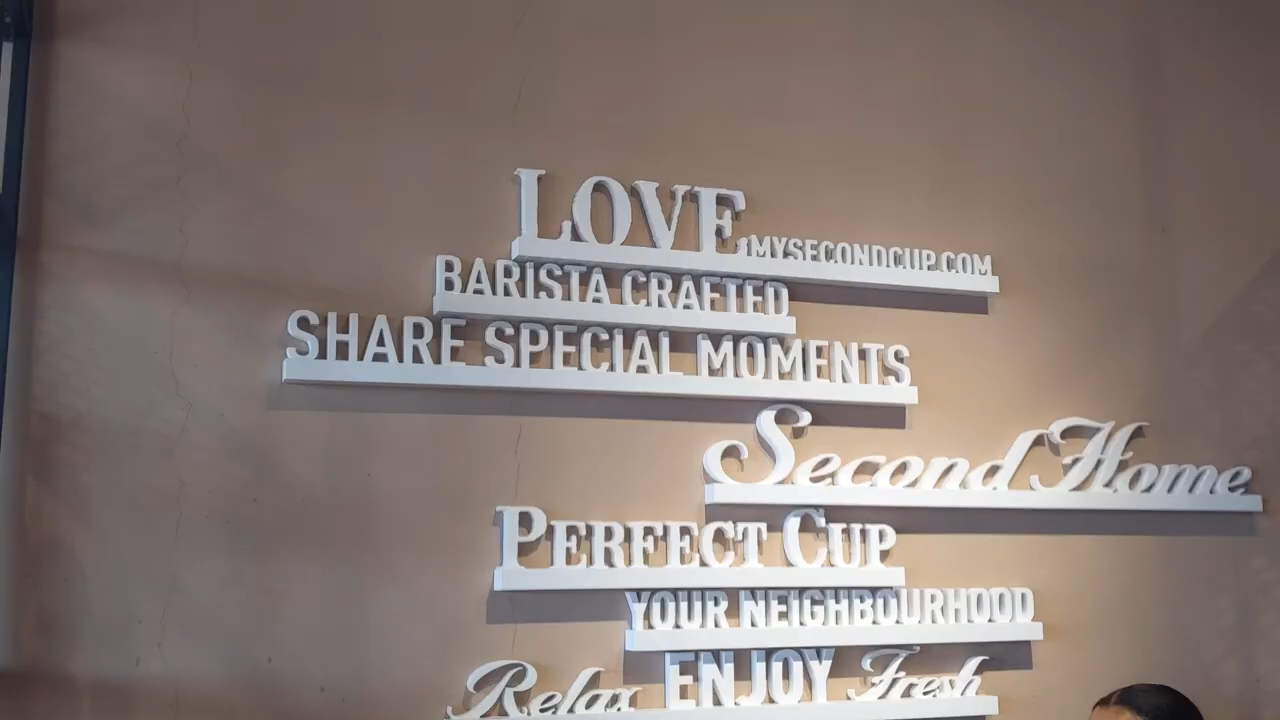 LOVE MYSECONDCUP.COM
BARISTA CRAFTED
SHARE SPECIAL MOMENTS
Second Home
PERFECT CUP
YOUR NEIGHBOURHOOD
Relax ENJOY Fresh